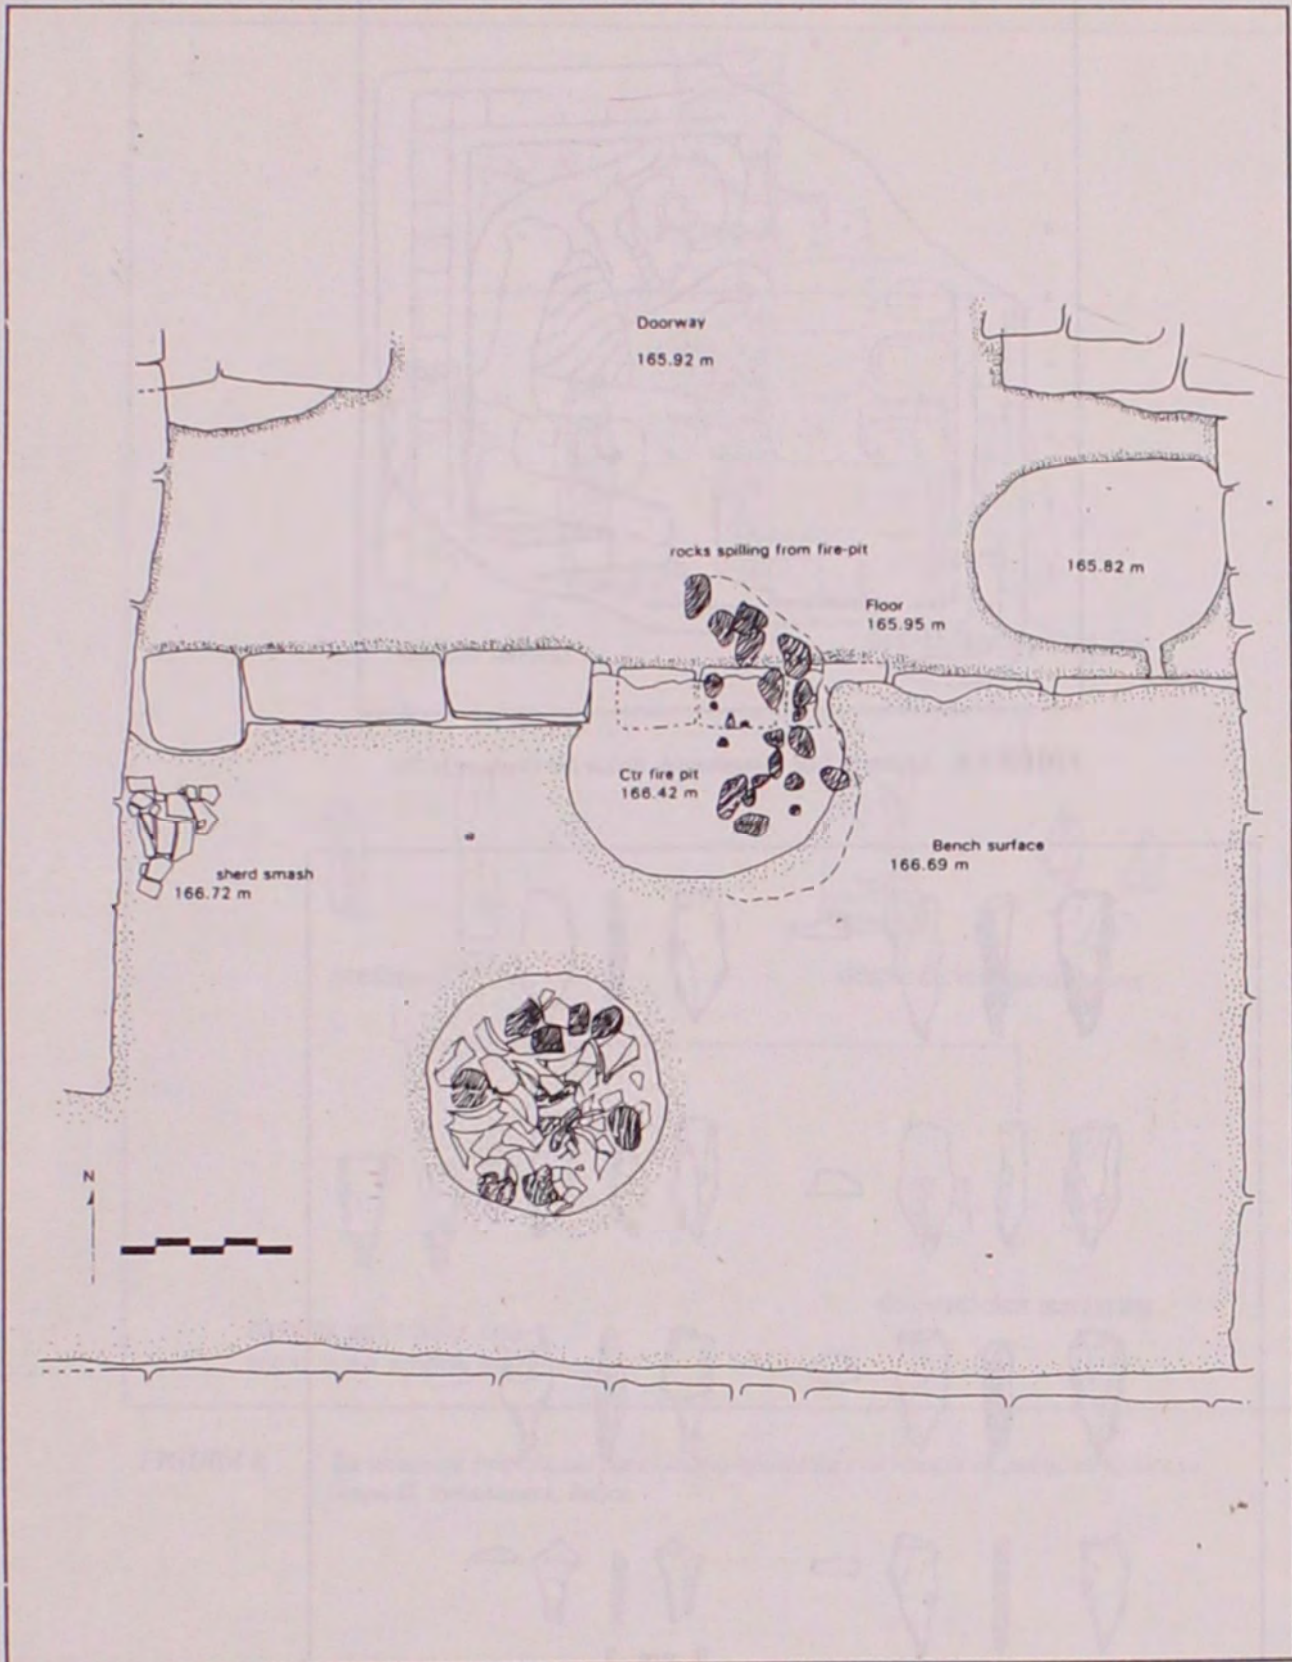 Doorway
165.92 m
rocks spilling from fire-pit
165.82 m
Floor
165.95 m
Ctr fire pit
166.42 m
Bench surface
166.69 m
sherd smash
166.72 m
N